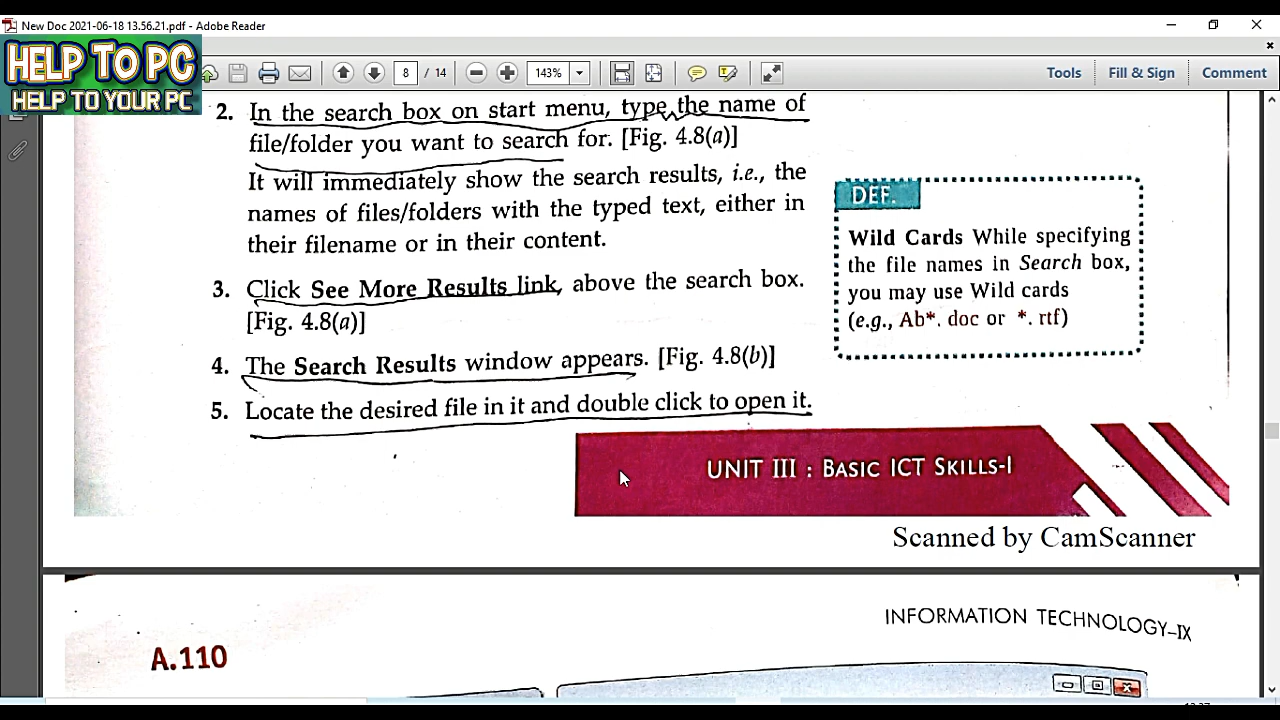 New Doc 2021-06-18 13.56.21.pdf - Adobe Reader
HELP TO PC
HELP TO YOUR PC
8 / 14
143%
Tools
Fill & Sign
Comment
2. In the search box on start menu, type the name of
file/folder you want to search for. [Fig. 4.8(a)]
It will immediately show the search results, i.e., the
names of files/folders with the typed text, either in
their filename or in their content.
3. Click See More Results link, above the search box.
[Fig. 4.8(a)]
4. The Search Results window appears. [Fig. 4.8(b)]
5. Locate the desired file in it and double click to open it.
DEF.
Wild Cards While specifying
the file names in Search box,
you may use Wild cards
(e.g., Ab*. doc or *. rtf)
UNIT III : BASIC ICT SKILLS-I
Scanned by CamScanner
INFORMATION TECHNOLOGY–IX
A.110